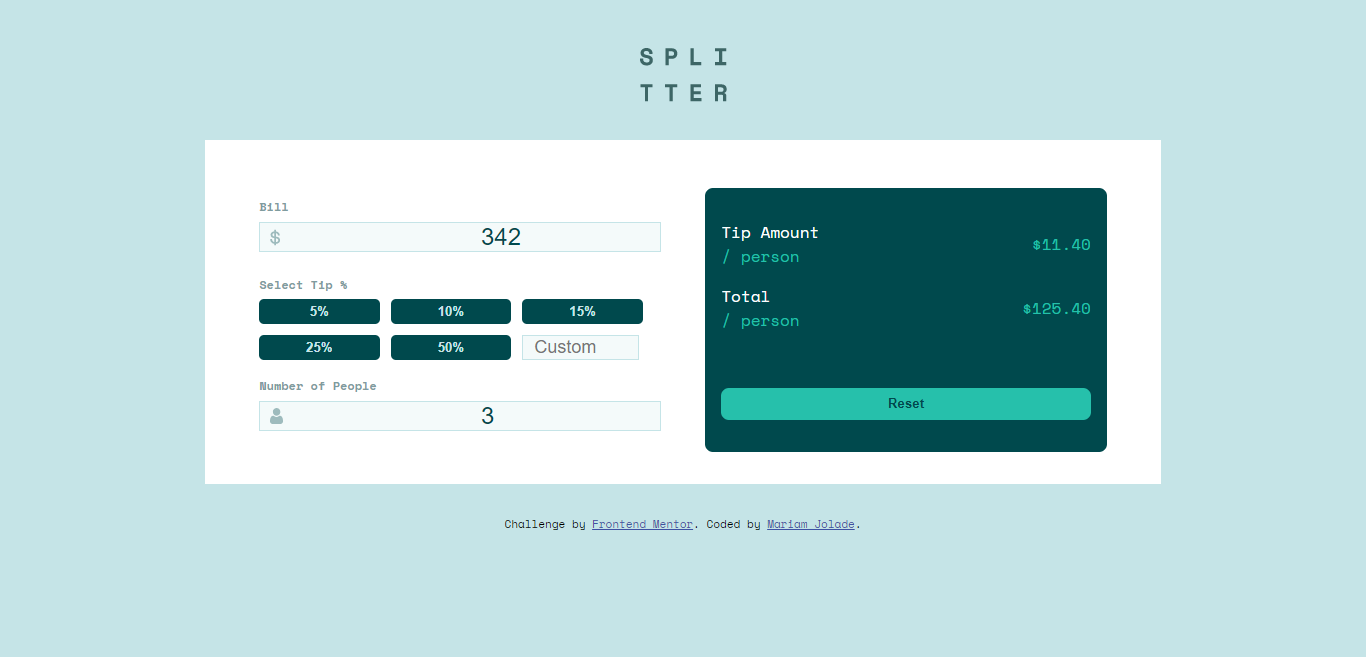 SPLI
TTER
Bill
$ 342
Select Tip %
5% 10% 15%
25% 50% Custom
Number of People
3
Tip Amount
/ person
$11.40
Total
/ person
$125.40
Reset
Challenge by Frontend Mentor. Coded by Mariam Jolade.